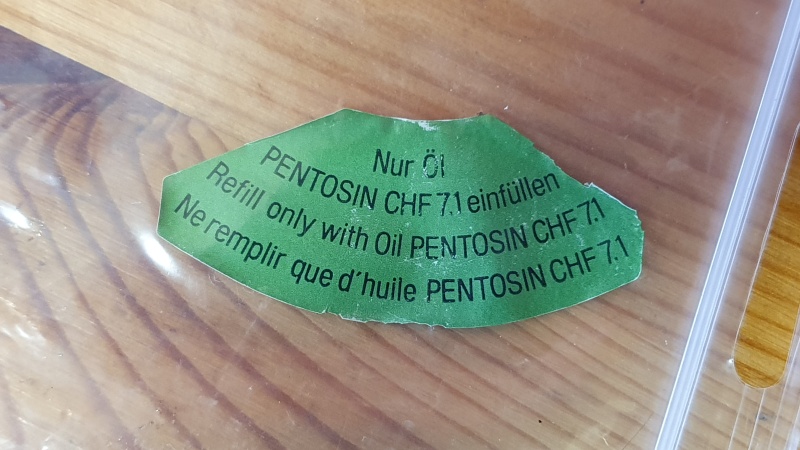 Nur Öl
PENTOSIN CHF 7.1 einfüllen
Refill only with Oil PENTOSIN CHF 7.1
Ne remplir que d´huile PENTOSIN CHF 7.1